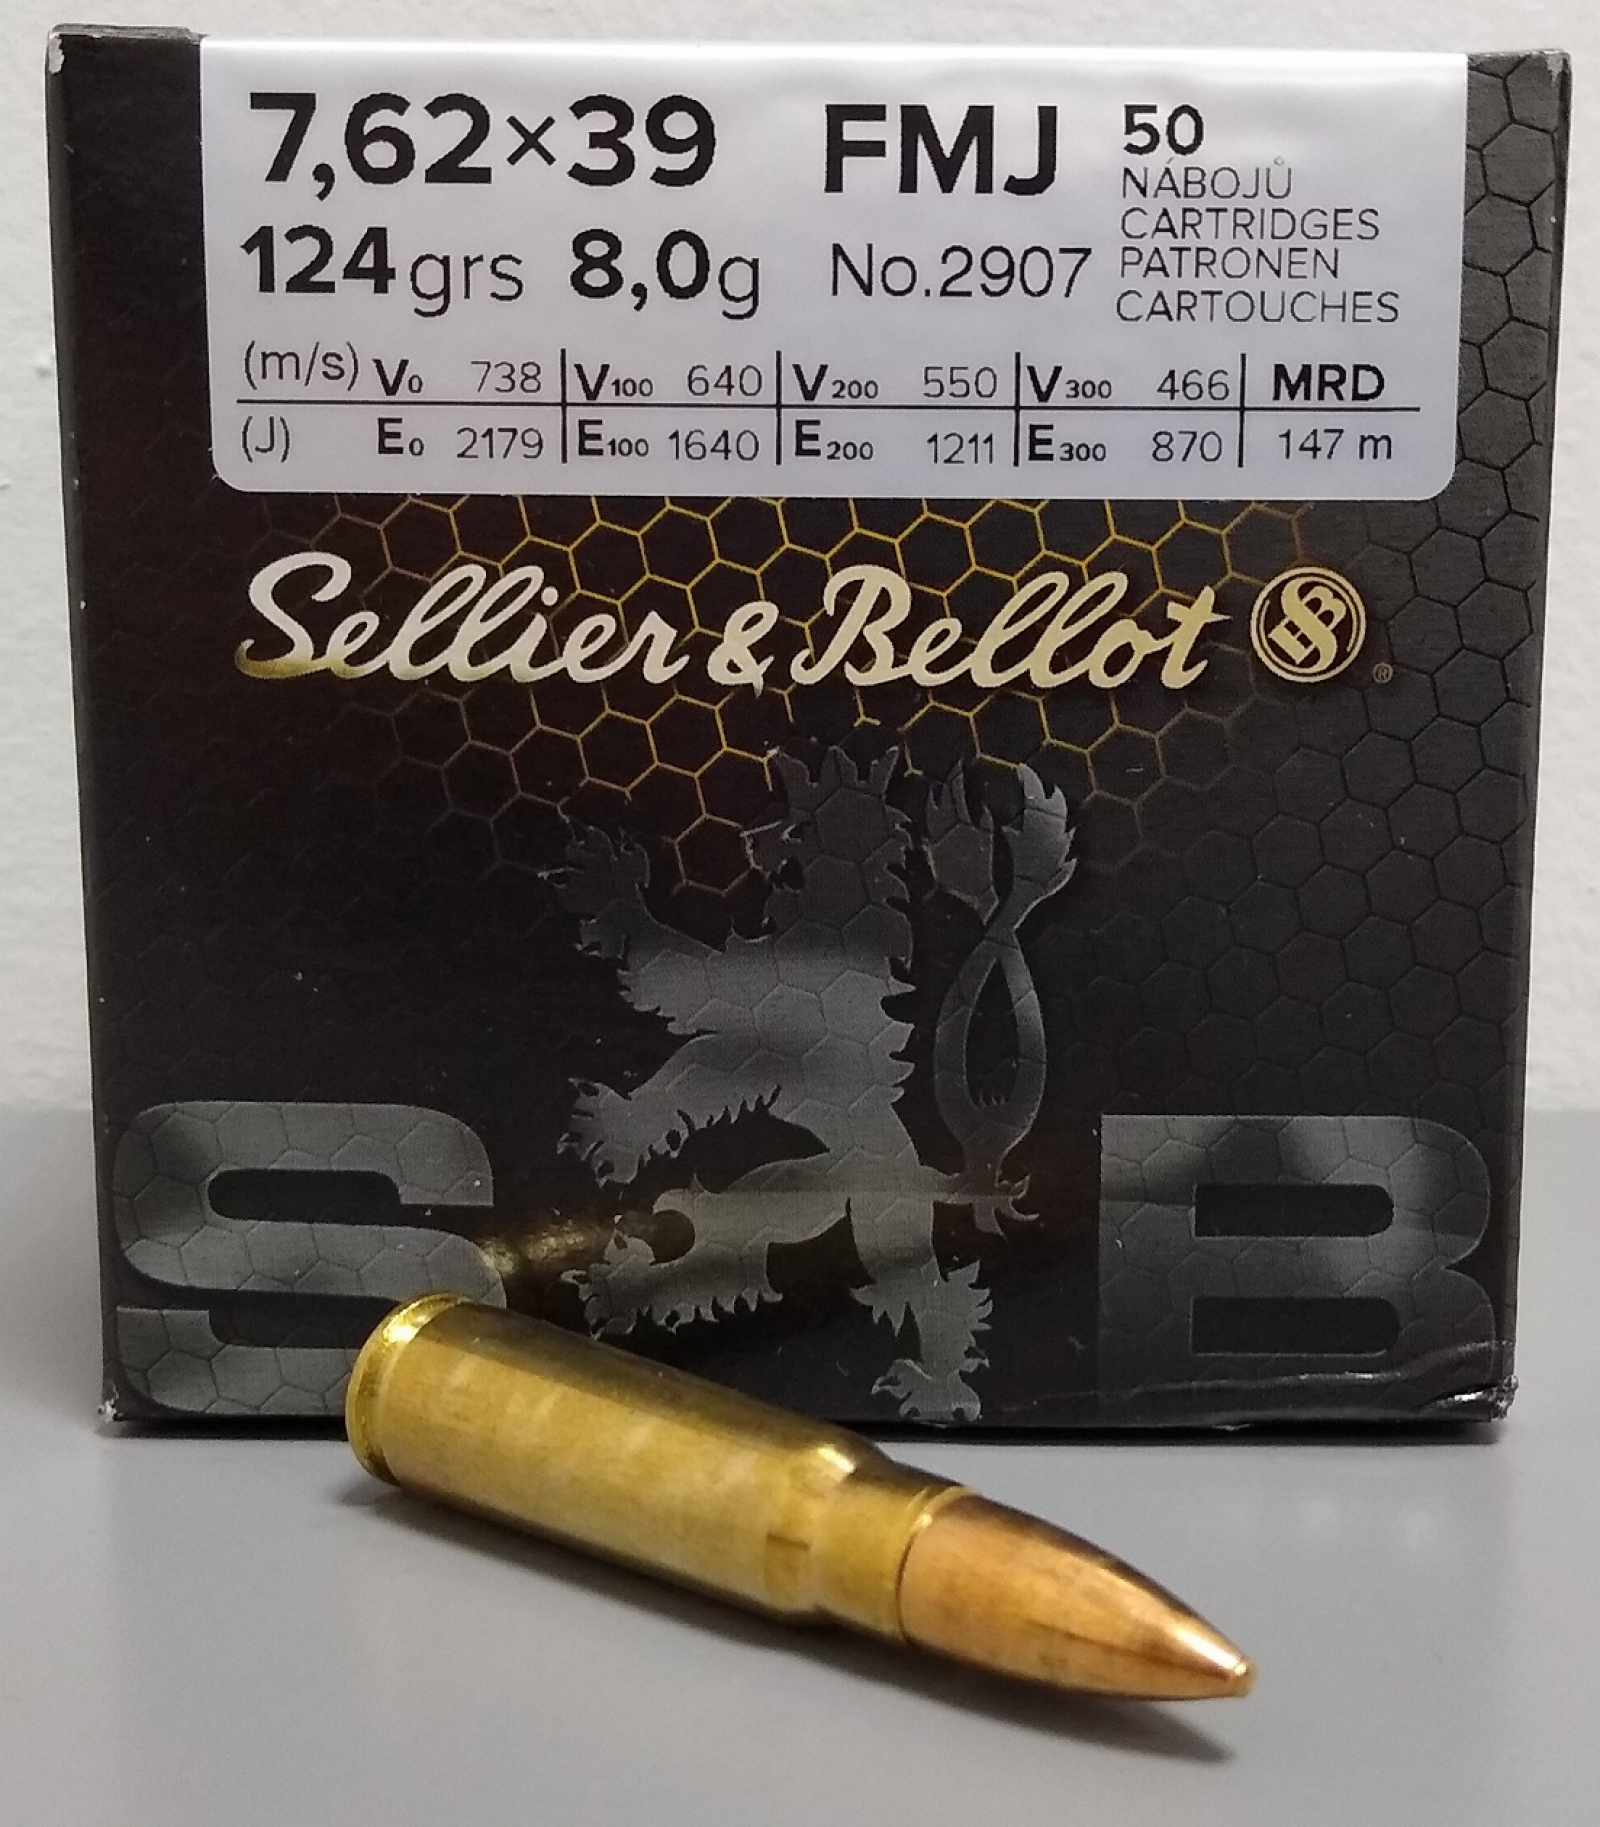 7,62×39 FMJ 50
NÁBOJŮ
CARTRIDGES
124grs 8,0g No.2907 PATRONEN
CARTOUCHES
(m/s) V0 738 V100 640 V200 550 V300 466 MRD
(J) E0 2179 E100 1640 E200 1211 E300 870 147 m
Sellier & Bellot SB ®
S B